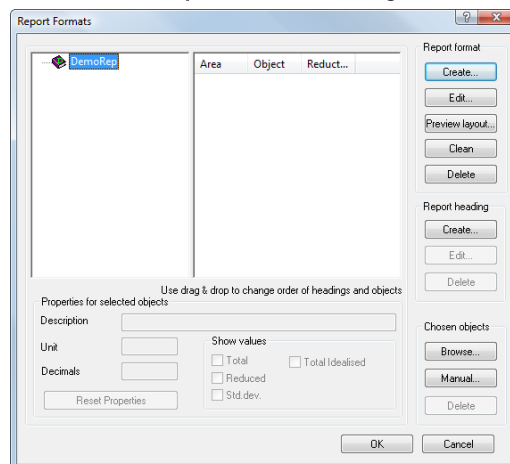 Report Formats
DemoRep
Area Object Reduct...
Use drag & drop to change order of headings and objects
Properties for selected objects
Description
Unit
Decimals
Reset Properties
Show values
Total
Total Idealised
Reduced
Std.dev.
Report format
Create...
Edit...
Preview layout...
Clean
Delete
Report heading
Create...
Edit...
Delete
Chosen objects
Browse...
Manual...
Delete
OK
Cancel